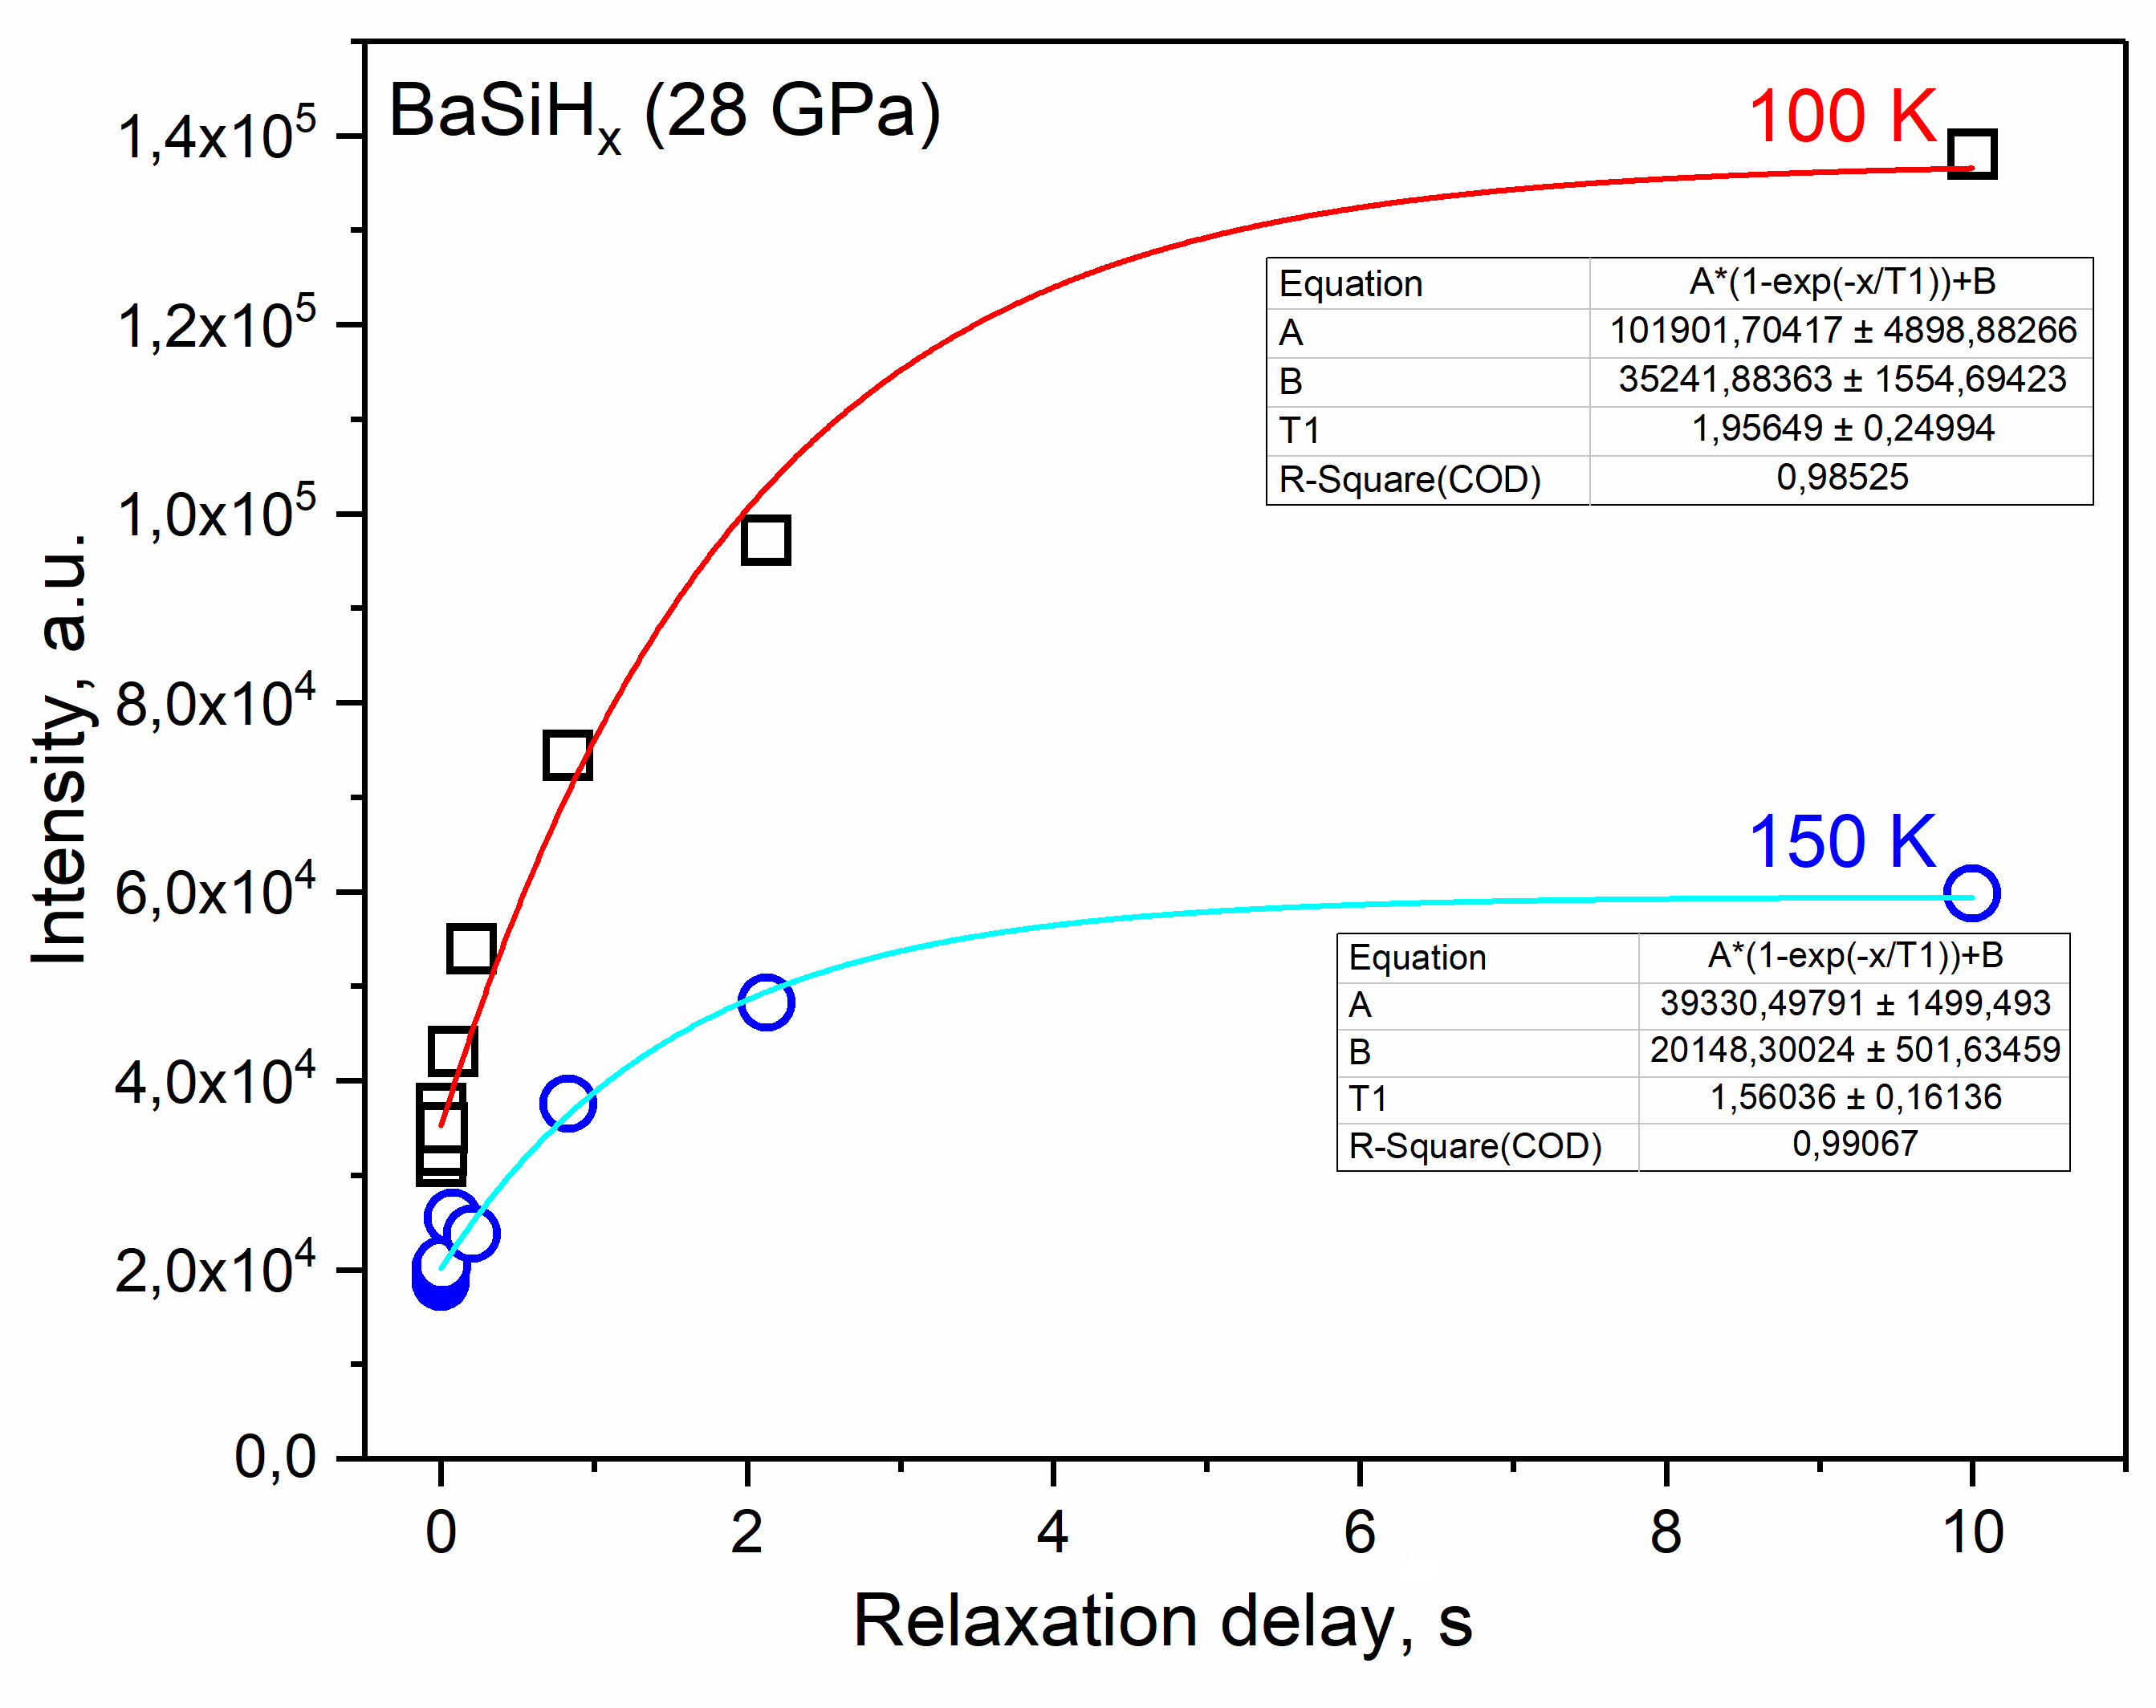 BaSiHx (28 GPa)
100 K
1,4x10^5
1,2x10^5
1,0x10^5
8,0x10^4
6,0x10^4
4,0x10^4
2,0x10^4
0,0
Intensity, a.u.
Equation A*(1-exp(-x/T1))+B
A 101901,70417 ± 4898,88266
B 35241,88363 ± 1554,69423
T1 1,95649 ± 0,24994
R-Square(COD) 0,98525
150 K
Equation A*(1-exp(-x/T1))+B
A 39330,49791 ± 1499,493
B 20148,30024 ± 501,63459
T1 1,56036 ± 0,16136
R-Square(COD) 0,99067
0 2 4 6 8 10
Relaxation delay, s